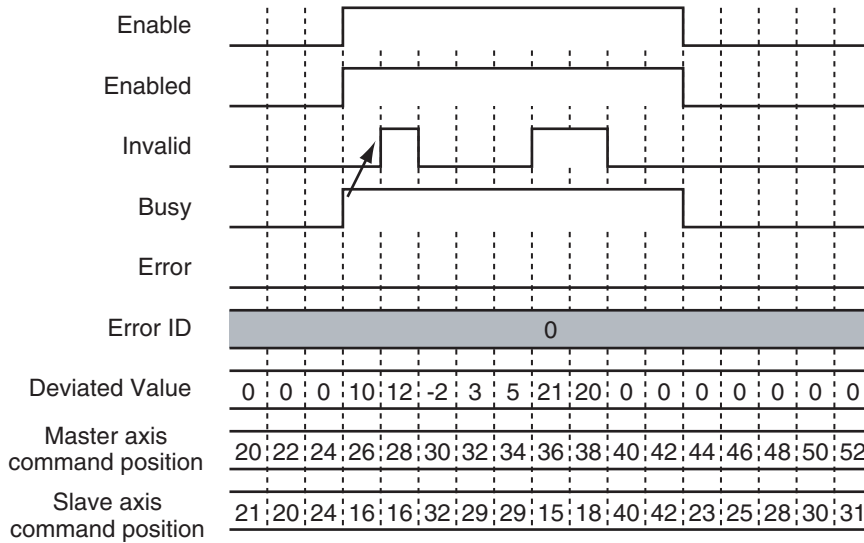 Enable
Enabled
Invalid
Busy
Error
Error ID 0
Deviated Value 0 0 0 10 12 -2 3 5 21 20 0 0 0 0 0 0 0
Master axis
command position 20 22 24 26 28 30 32 34 36 38 40 42 44 46 48 50 52
Slave axis
command position 21 20 24 16 16 32 29 29 15 18 40 42 23 25 28 30 31